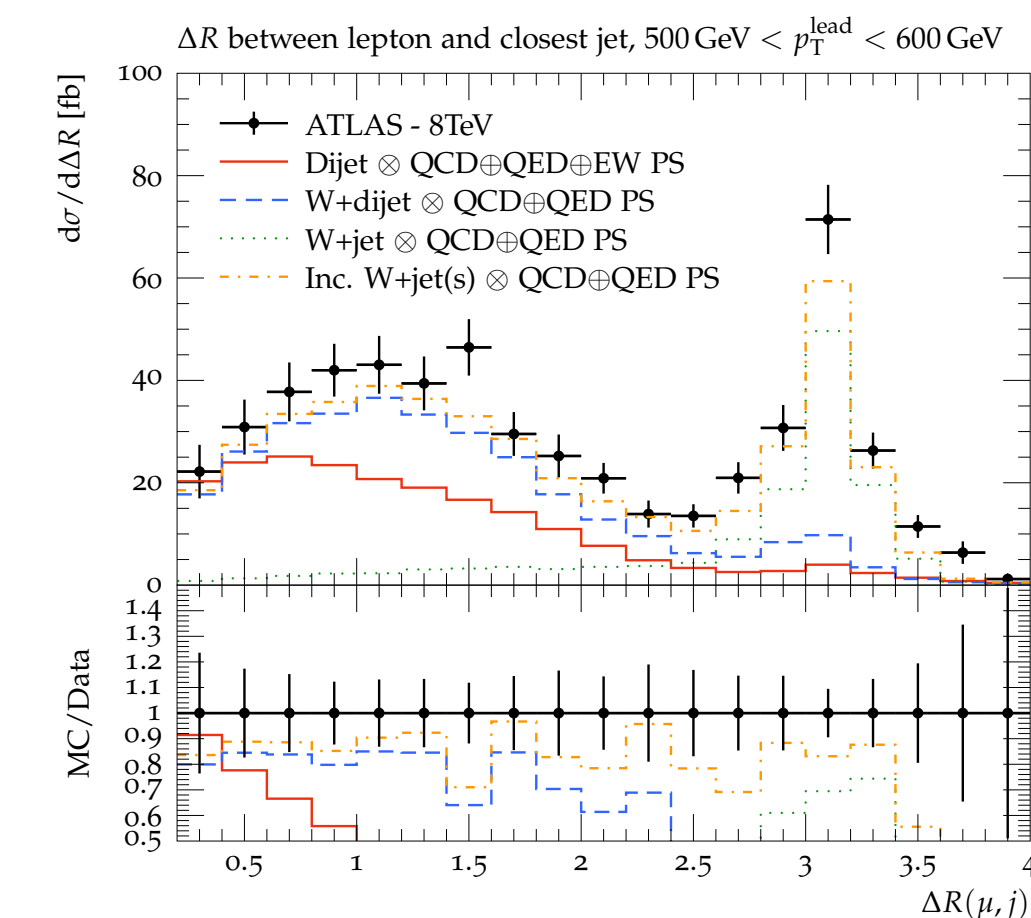 ΔR between lepton and closest jet, 500 GeV < p_T^lead < 600 GeV
dσ/dΔR [fb]
100
80
60
40
20
0
ATLAS - 8TeV
Dijet ⊗ QCD⊕QED⊕EW PS
W+dijet ⊗ QCD⊕QED PS
W+jet ⊗ QCD⊕QED PS
Inc. W+jet(s) ⊗ QCD⊕QED PS
MC/Data
1.4
1.3
1.2
1.1
1
0.9
0.8
0.7
0.6
0.5
0.5 1 1.5 2 2.5 3 3.5 4
ΔR(μ, j)